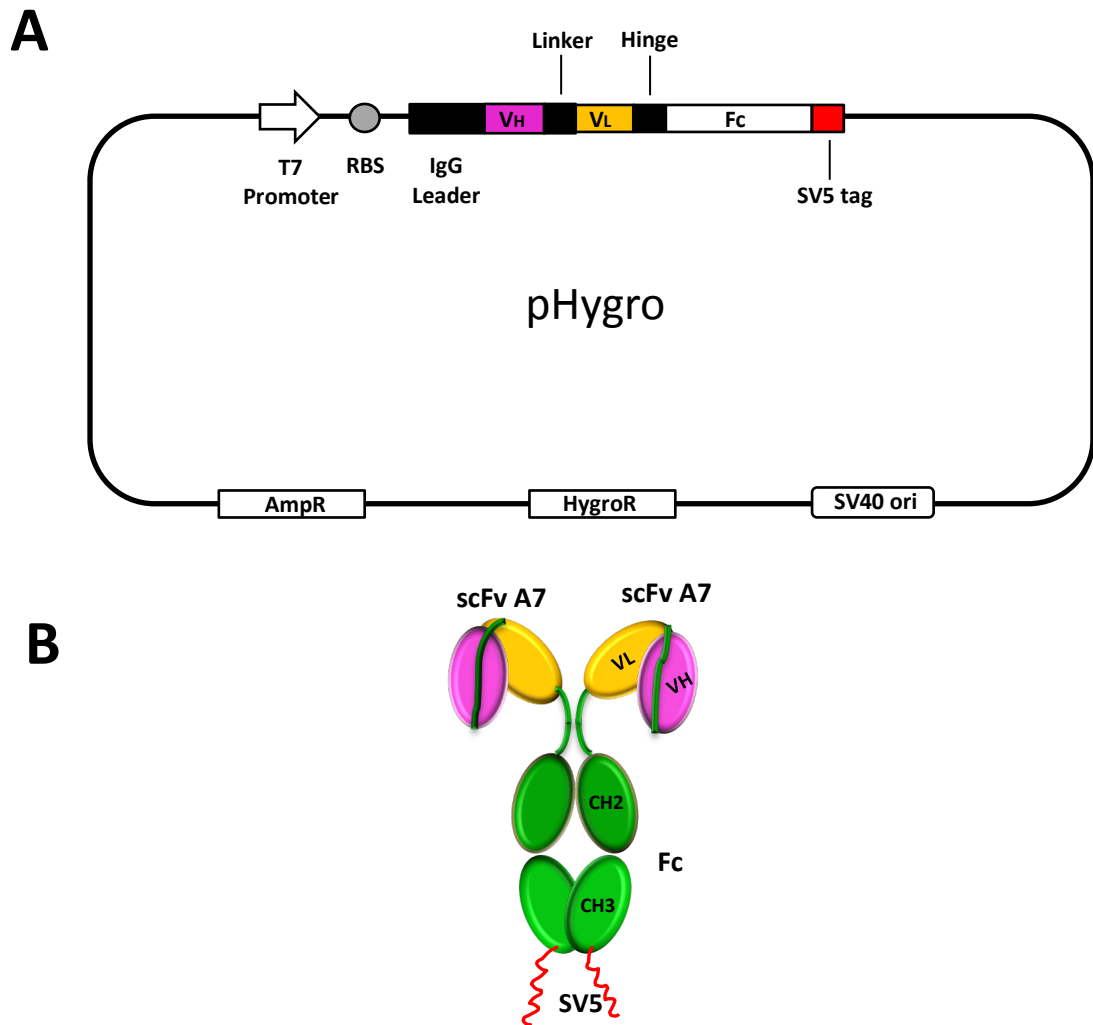 A
Linker
Hinge
VH
VL
Fc
T7
Promoter
RBS
IgG
Leader
SV5 tag
pHygro
AmpR
HygroR
SV40 ori
B
scFv A7
scFv A7
VL
VH
CH2
Fc
CH3
SV5